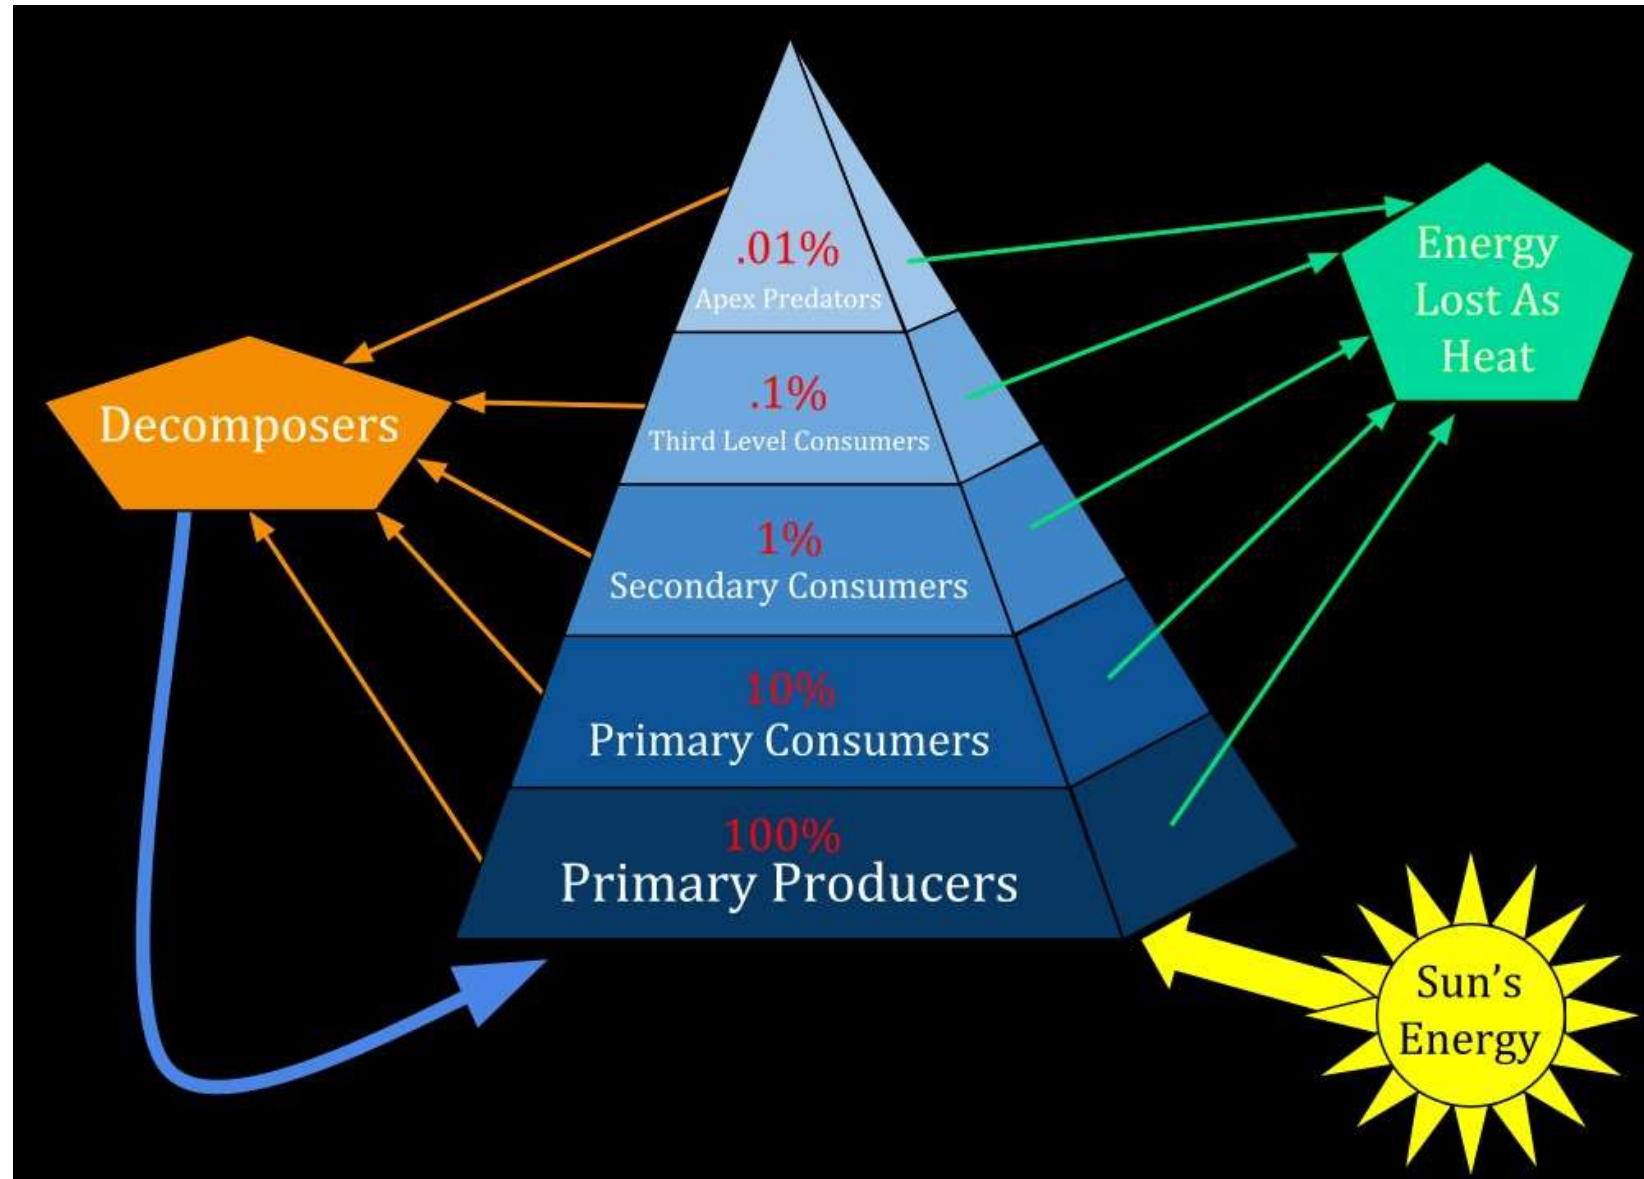 .01%
Apex Predators
.1%
Third Level Consumers
1%
Secondary Consumers
10%
Primary Consumers
100%
Primary Producers
Decomposers
Energy
Lost As
Heat
Sun’s
Energy